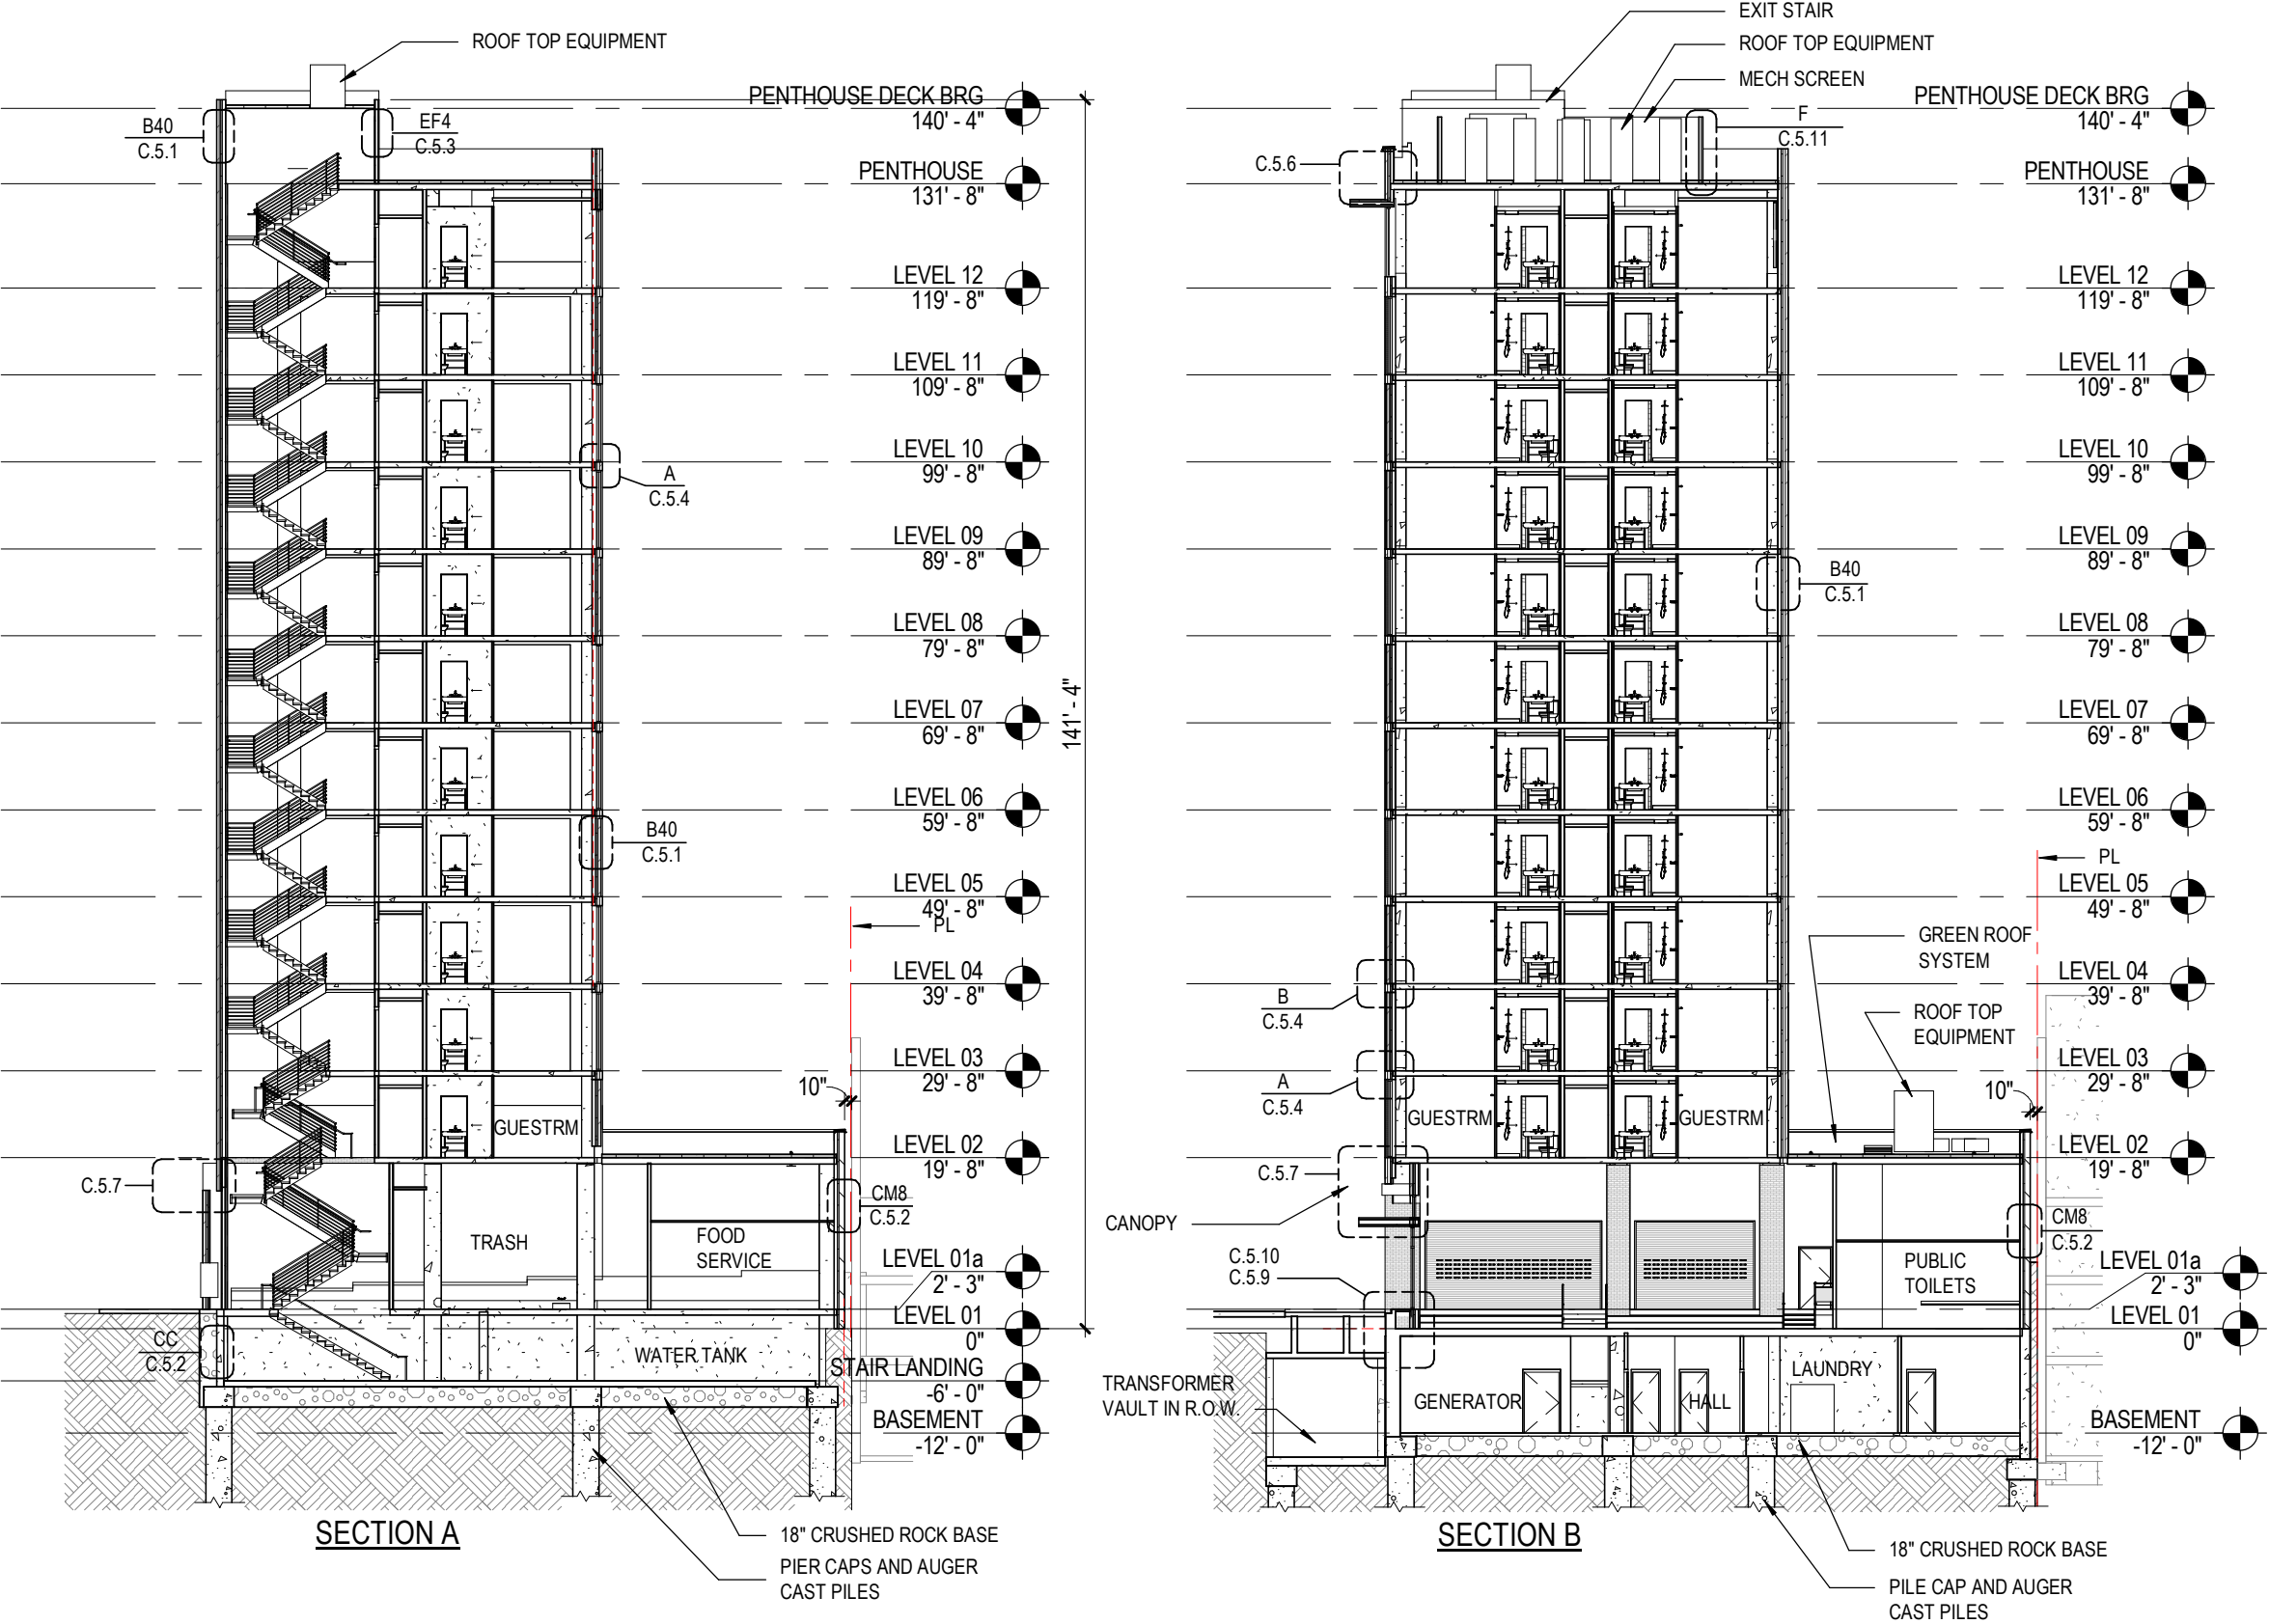 ROOF TOP EQUIPMENT
PENTHOUSE DECK BRG
140' - 4"
B40
C.5.1
EF4
C.5.3
PENTHOUSE
131' - 8"
LEVEL 12
119' - 8"
LEVEL 11
109' - 8"
LEVEL 10
99' - 8"
A
C.5.4
LEVEL 09
89' - 8"
LEVEL 08
79' - 8"
LEVEL 07
69' - 8"
141' - 4"
LEVEL 06
59' - 8"
B40
C.5.1
LEVEL 05
49' - 8"
PL
LEVEL 04
39' - 8"
LEVEL 03
29' - 8"
10"
GUESTRM
LEVEL 02
19' - 8"
C.5.7
CM8
C.5.2
TRASH
FOOD
SERVICE
LEVEL 01a
2' - 3"
LEVEL 01
0"
CC
C.5.2
WATER TANK
STAIR LANDING
-6' - 0"
BASEMENT
-12' - 0"
SECTION A
18" CRUSHED ROCK BASE
PIER CAPS AND AUGER
CAST PILES
EXIT STAIR
ROOF TOP EQUIPMENT
MECH SCREEN
PENTHOUSE DECK BRG
140' - 4"
F
C.5.11
C.5.6
PENTHOUSE
131' - 8"
LEVEL 12
119' - 8"
LEVEL 11
109' - 8"
LEVEL 10
99' - 8"
LEVEL 09
89' - 8"
B40
C.5.1
LEVEL 08
79' - 8"
LEVEL 07
69' - 8"
LEVEL 06
59' - 8"
PL
LEVEL 05
49' - 8"
GREEN ROOF
SYSTEM
LEVEL 04
39' - 8"
B
C.5.4
ROOF TOP
EQUIPMENT
LEVEL 03
29' - 8"
A
C.5.4
10"
GUESTRM
GUESTRM
LEVEL 02
19' - 8"
C.5.7
CANOPY
CM8
C.5.2
C.5.10
C.5.9
PUBLIC
TOILETS
LEVEL 01a
2' - 3"
LEVEL 01
0"
TRANSFORMER
VAULT IN R.O.W.
GENERATOR
HALL
LAUNDRY
BASEMENT
-12' - 0"
SECTION B
18" CRUSHED ROCK BASE
PILE CAP AND AUGER
CAST PILES